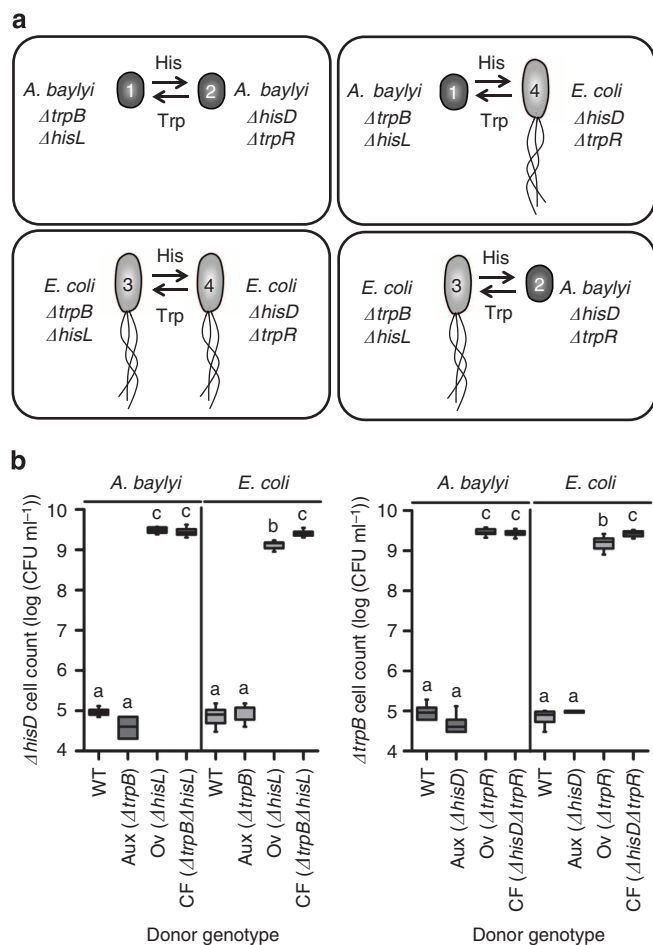 a
A. baylyi
ΔtrpB
ΔhisL
1
His
Trp
2
A. baylyi
ΔhisD
ΔtrpR
A. baylyi
ΔtrpB
ΔhisL
1
His
Trp
4
E. coli
ΔhisD
ΔtrpR
E. coli
ΔtrpB
ΔhisL
3
His
Trp
4
E. coli
ΔhisD
ΔtrpR
E. coli
ΔtrpB
ΔhisL
3
His
Trp
2
A. baylyi
ΔhisD
ΔtrpR
b
A. baylyi
E. coli
ΔhisD cell count (log (CFU ml⁻¹))
10
9
8
7
6
5
4
a
a
c
c
a
a
b
c
WT
Aux (ΔtrpB)
Ov (ΔhisL)
CF (ΔtrpBΔhisL)
WT
Aux (ΔtrpB)
Ov (ΔhisL)
CF (ΔtrpBΔhisL)
Donor genotype
A. baylyi
E. coli
ΔtrpB cell count (log (CFU ml⁻¹))
10
9
8
7
6
5
4
a
a
c
c
a
a
b
c
WT
Aux (ΔhisD)
Ov (ΔtrpR)
CF (ΔhisDΔtrpR)
WT
Aux (ΔhisD)
Ov (ΔtrpR)
CF (ΔhisDΔtrpR)
Donor genotype